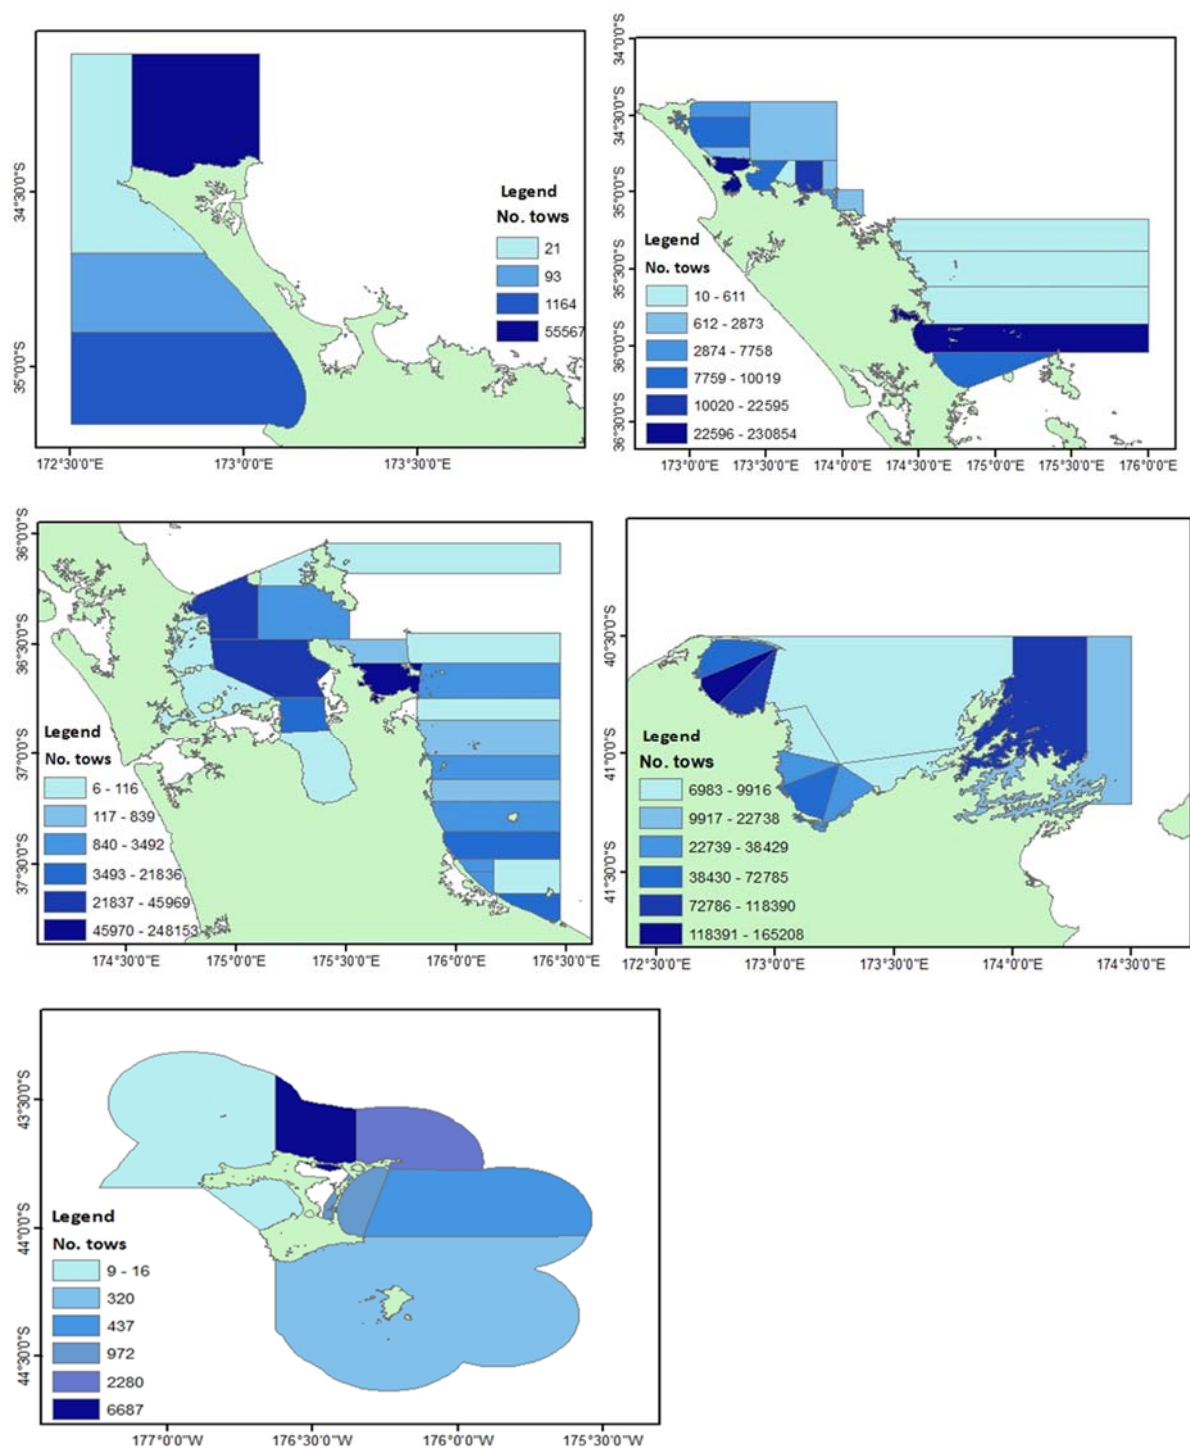 34°30'0"S
35°0'0"S
Legend
No. tows
21
93
1164
55567
172°30'0"E
173°0'0"E
173°30'0"E
34°0'0"S
34°30'0"S
35°0'0"S
35°30'0"S
36°0'0"S
36°30'0"S
Legend
No. tows
10 - 611
612 - 2873
2874 - 7758
7759 - 10019
10020 - 22595
22596 - 230854
173°0'0"E
173°30'0"E
174°0'0"E
174°30'0"E
175°0'0"E
175°30'0"E
176°0'0"E
36°0'0"S
36°30'0"S
37°0'0"S
37°30'0"S
Legend
No. tows
6 - 116
117 - 839
840 - 3492
3493 - 21836
21837 - 45969
45970 - 248153
174°30'0"E
175°0'0"E
175°30'0"E
176°0'0"E
176°30'0"E
40°30'0"S
41°0'0"S
41°30'0"S
Legend
No. tows
6983 - 9916
9917 - 22738
22739 - 38429
38430 - 72785
72786 - 118390
118391 - 165208
172°30'0"E
173°0'0"E
173°30'0"E
174°0'0"E
174°30'0"E
43°30'0"S
44°0'0"S
44°30'0"S
Legend
No. tows
9 - 16
320
437
972
2280
6687
177°0'0"W
176°30'0"W
176°0'0"W
175°30'0"W